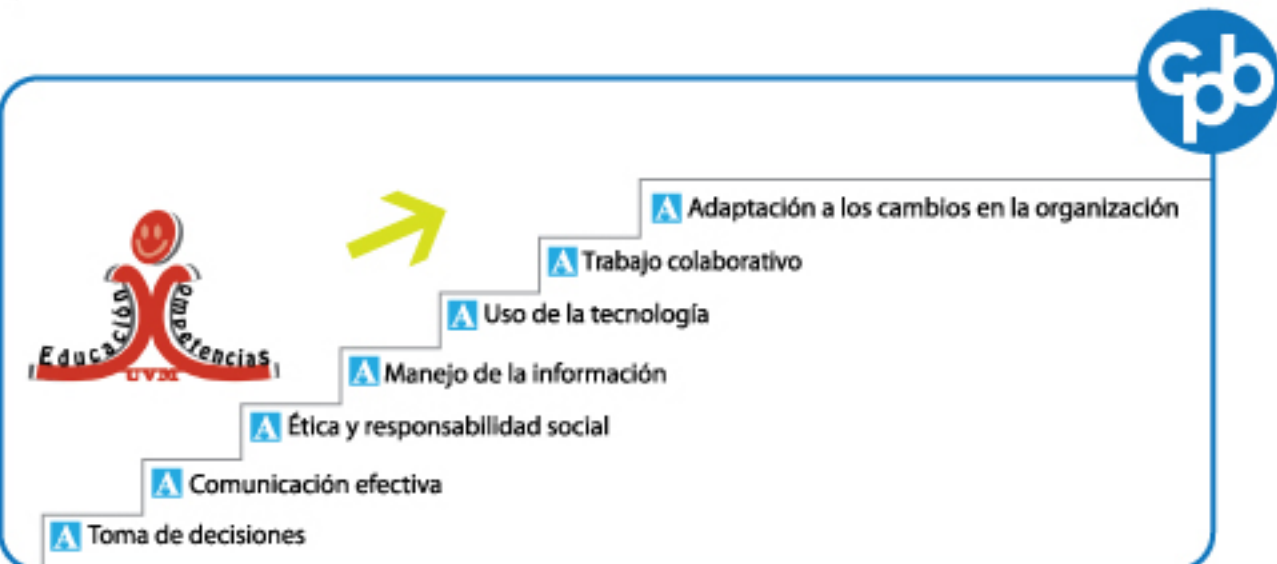 cpb
A Adaptación a los cambios en la organización
A Trabajo colaborativo
A Uso de la tecnología
A Manejo de la información
A Ética y responsabilidad social
A Comunicación efectiva
A Toma de decisiones
Educación
ompetencias
UVM